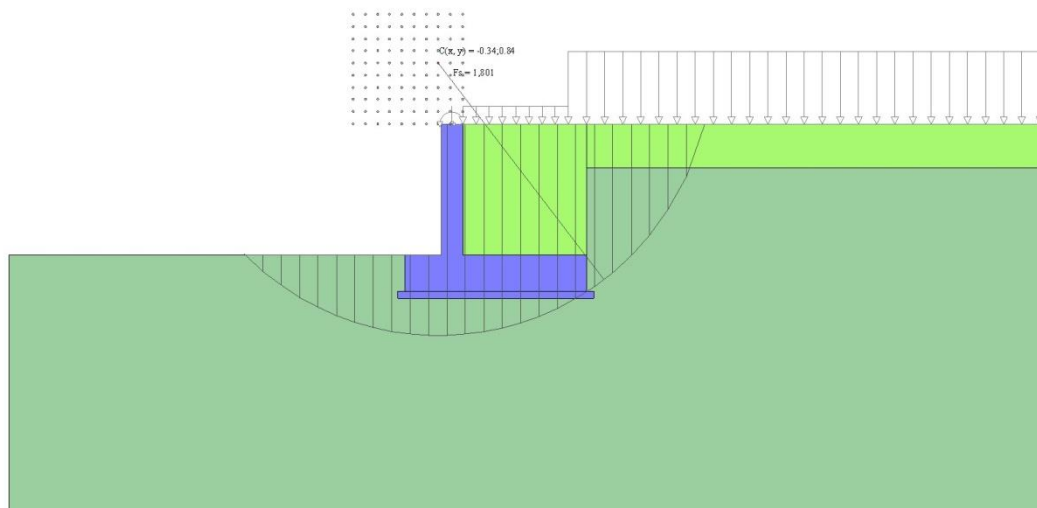 C(x, y) = -0.34;0.84
Fs = 1,801